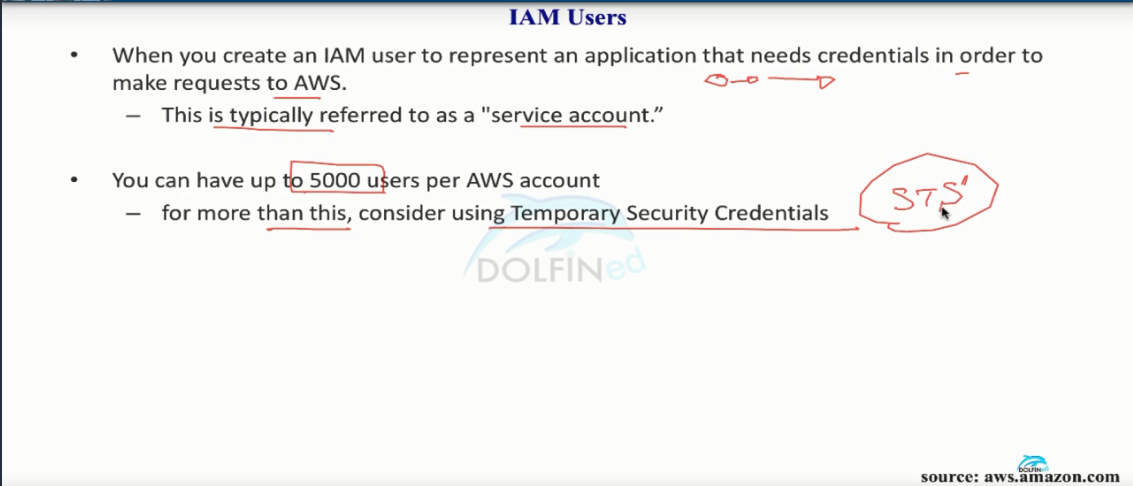 IAM Users
• When you create an IAM user to represent an application that needs credentials in order to
make requests to AWS.
– This is typically referred to as a "service account.”
• You can have up to 5000 users per AWS account
– for more than this, consider using Temporary Security Credentials
STS
DOLFINed
DOLFIN
source: aws.amazon.com